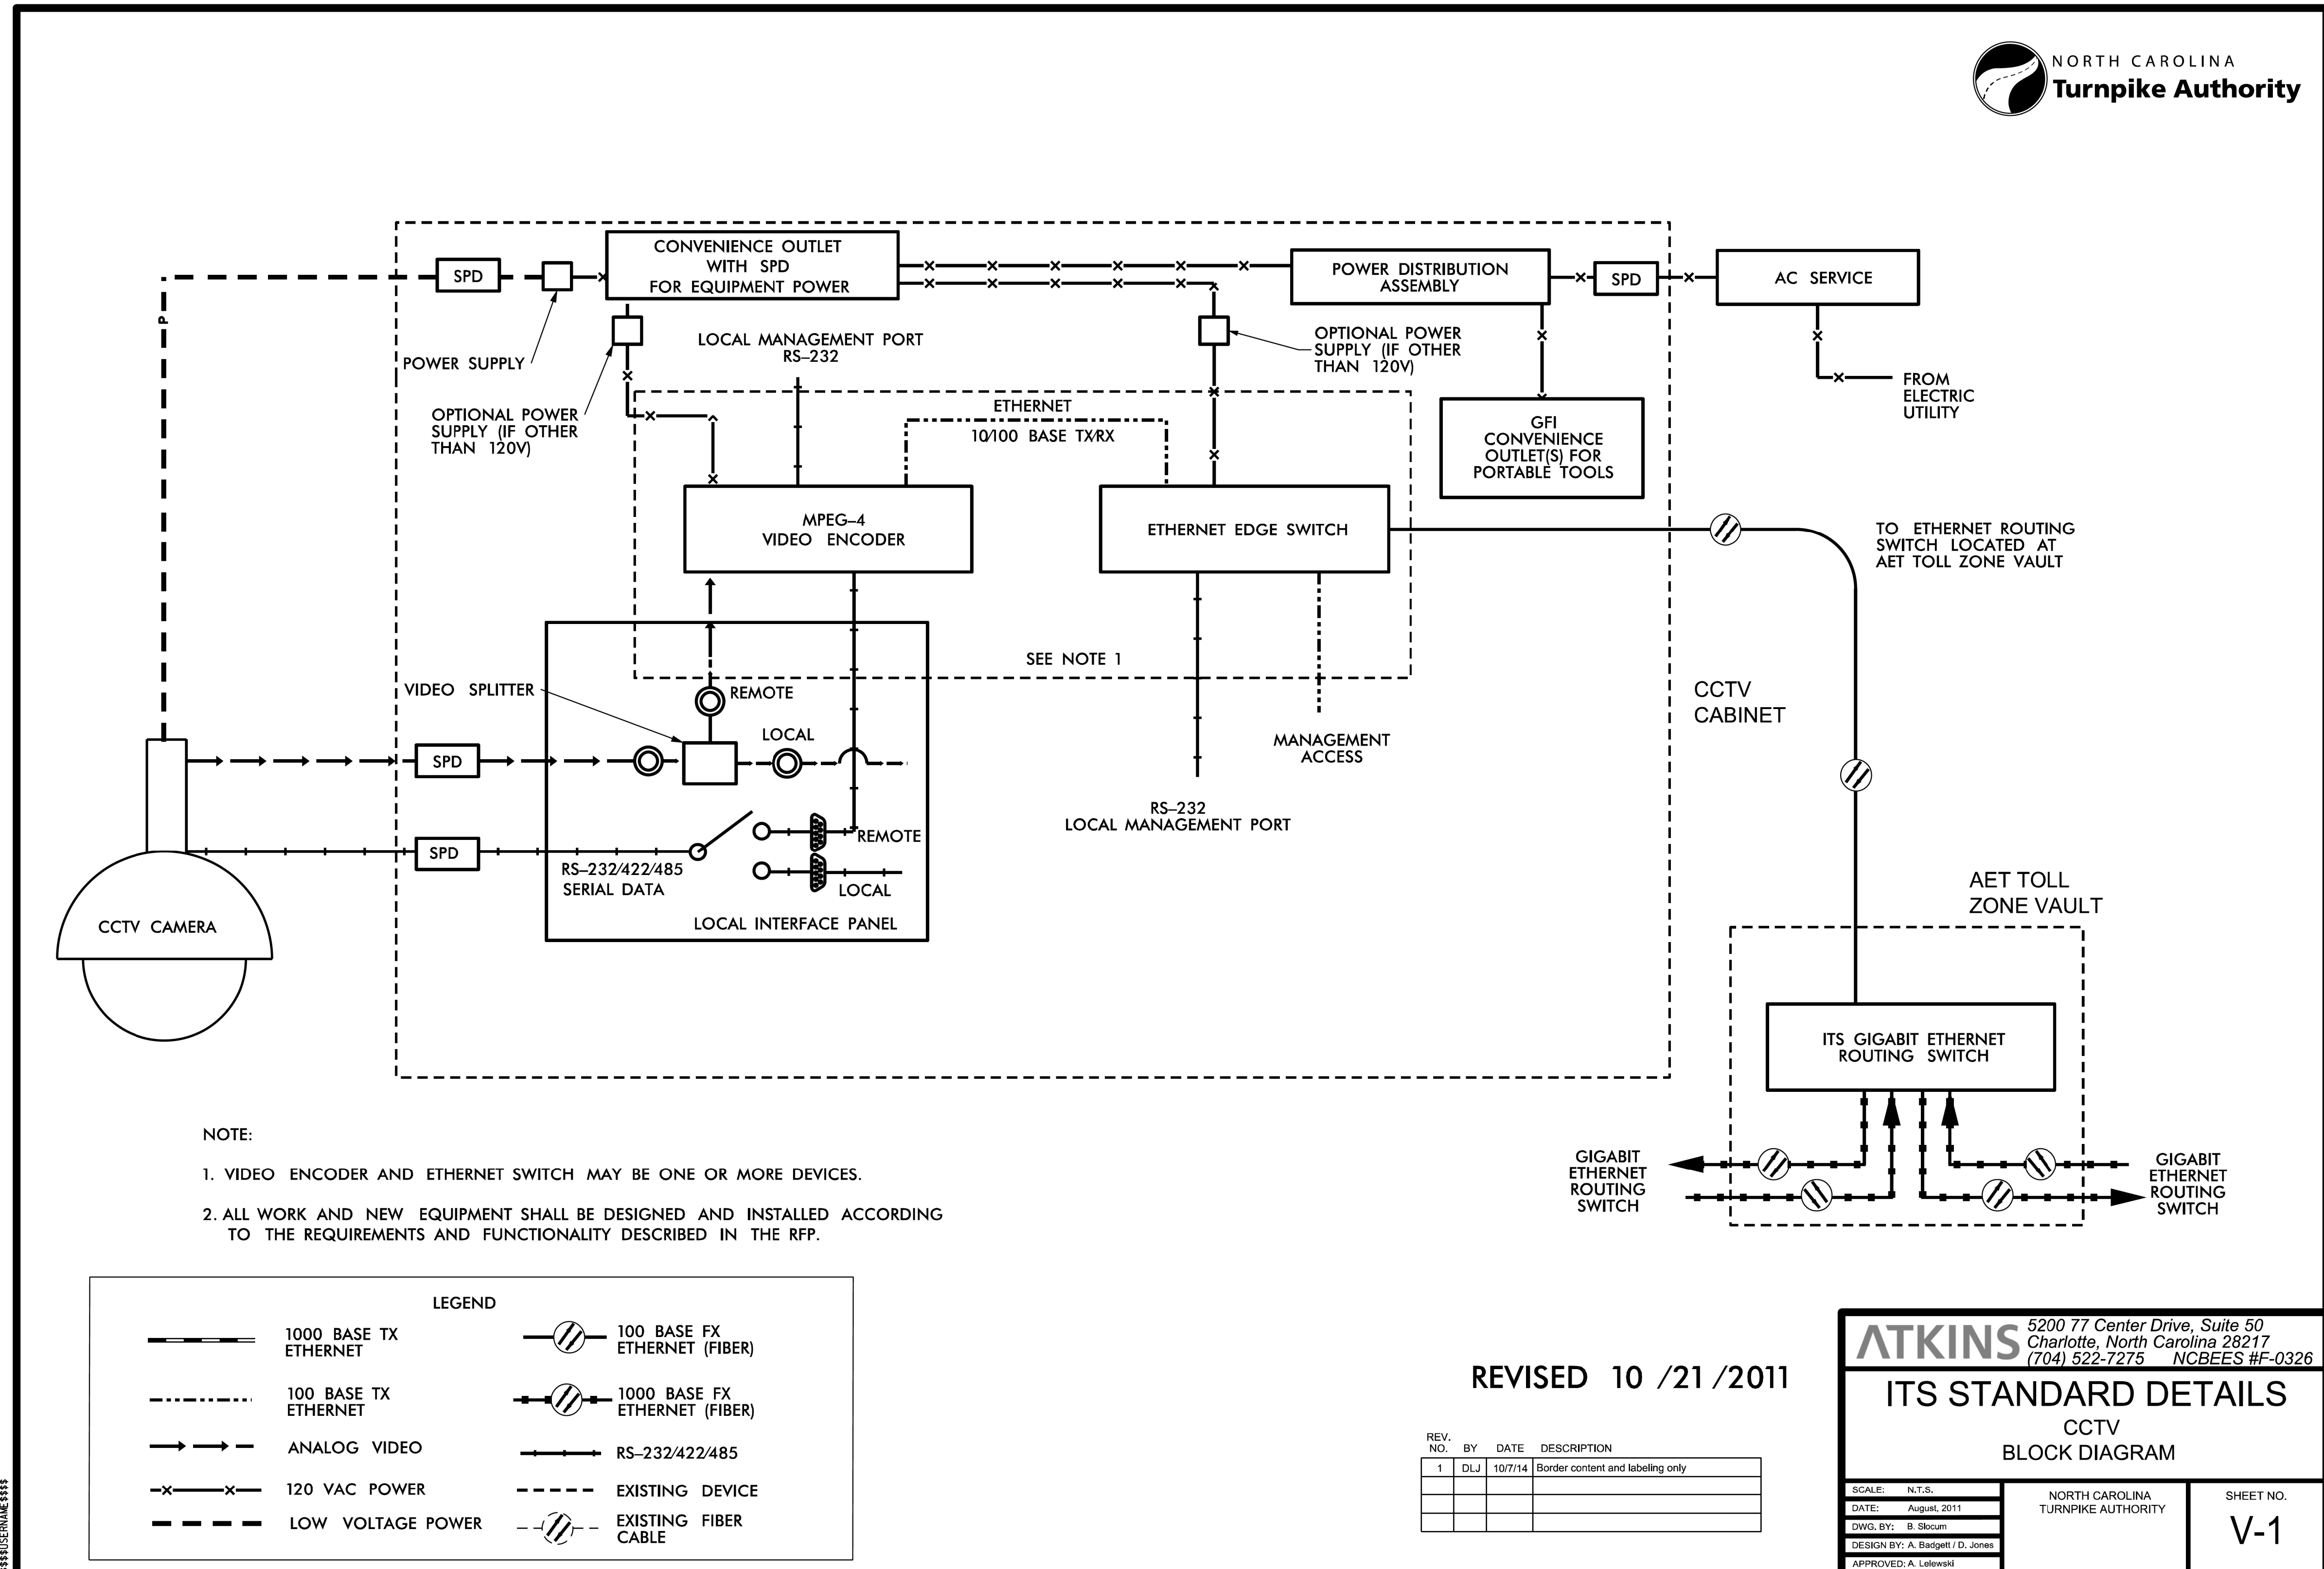 NORTH CAROLINA
Turnpike Authority
CONVENIENCE OUTLET
WITH SPD
FOR EQUIPMENT POWER
SPD
POWER DISTRIBUTION
ASSEMBLY
SPD
AC SERVICE
POWER SUPPLY
LOCAL MANAGEMENT PORT
RS-232
OPTIONAL POWER
SUPPLY (IF OTHER
THAN 120V)
P
FROM
ELECTRIC
UTILITY
OPTIONAL POWER
SUPPLY (IF OTHER
THAN 120V)
ETHERNET
10/100 BASE TX/RX
GFI
CONVENIENCE
OUTLET(S) FOR
PORTABLE TOOLS
MPEG-4
VIDEO ENCODER
ETHERNET EDGE SWITCH
TO ETHERNET ROUTING
SWITCH LOCATED AT
AET TOLL ZONE VAULT
SEE NOTE 1
VIDEO SPLITTER
REMOTE
CCTV
CABINET
LOCAL
SPD
MANAGEMENT
ACCESS
RS-232
LOCAL MANAGEMENT PORT
REMOTE
SPD
RS-232/422/485
SERIAL DATA
LOCAL
LOCAL INTERFACE PANEL
CCTV CAMERA
AET TOLL
ZONE VAULT
ITS GIGABIT ETHERNET
ROUTING SWITCH
GIGABIT
ETHERNET
ROUTING
SWITCH
GIGABIT
ETHERNET
ROUTING
SWITCH
NOTE:
1. VIDEO ENCODER AND ETHERNET SWITCH MAY BE ONE OR MORE DEVICES.
2. ALL WORK AND NEW EQUIPMENT SHALL BE DESIGNED AND INSTALLED ACCORDING
TO THE REQUIREMENTS AND FUNCTIONALITY DESCRIBED IN THE RFP.
LEGEND
1000 BASE TX
ETHERNET
100 BASE FX
ETHERNET (FIBER)
100 BASE TX
ETHERNET
1000 BASE FX
ETHERNET (FIBER)
ANALOG VIDEO
RS-232/422/485
120 VAC POWER
EXISTING DEVICE
LOW VOLTAGE POWER
EXISTING FIBER
CABLE
REVISED 10 /21 /2011
REV.
NO. BY DATE DESCRIPTION
1 DLJ 10/7/14 Border content and labeling only
ATKINS
5200 77 Center Drive, Suite 50
Charlotte, North Carolina 28217
(704) 522-7275 NCBEES #F-0326
ITS STANDARD DETAILS
CCTV
BLOCK DIAGRAM
SCALE: N.T.S.
DATE: August, 2011
DWG. BY: B. Slocum
DESIGN BY: A. Badgett / D. Jones
APPROVED: A. Lelewski
NORTH CAROLINA
TURNPIKE AUTHORITY
SHEET NO.
V-1
$$$$USERNAME$$$$